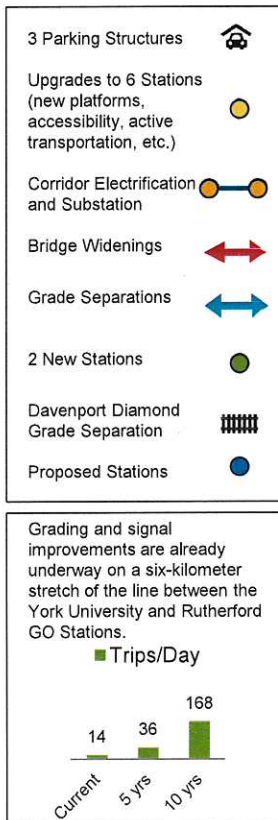 3 Parking Structures
Upgrades to 6 Stations
(new platforms,
accessibility, active
transportation, etc.)
Corridor Electrification
and Substation
Bridge Widenings
Grade Separations
2 New Stations
Davenport Diamond
Grade Separation
Proposed Stations
Grading and signal
improvements are already
underway on a six-kilometer
stretch of the line between the
York University and Rutherford
GO Stations.
Trips/Day
14
36
168
Current
5 yrs
10 yrs